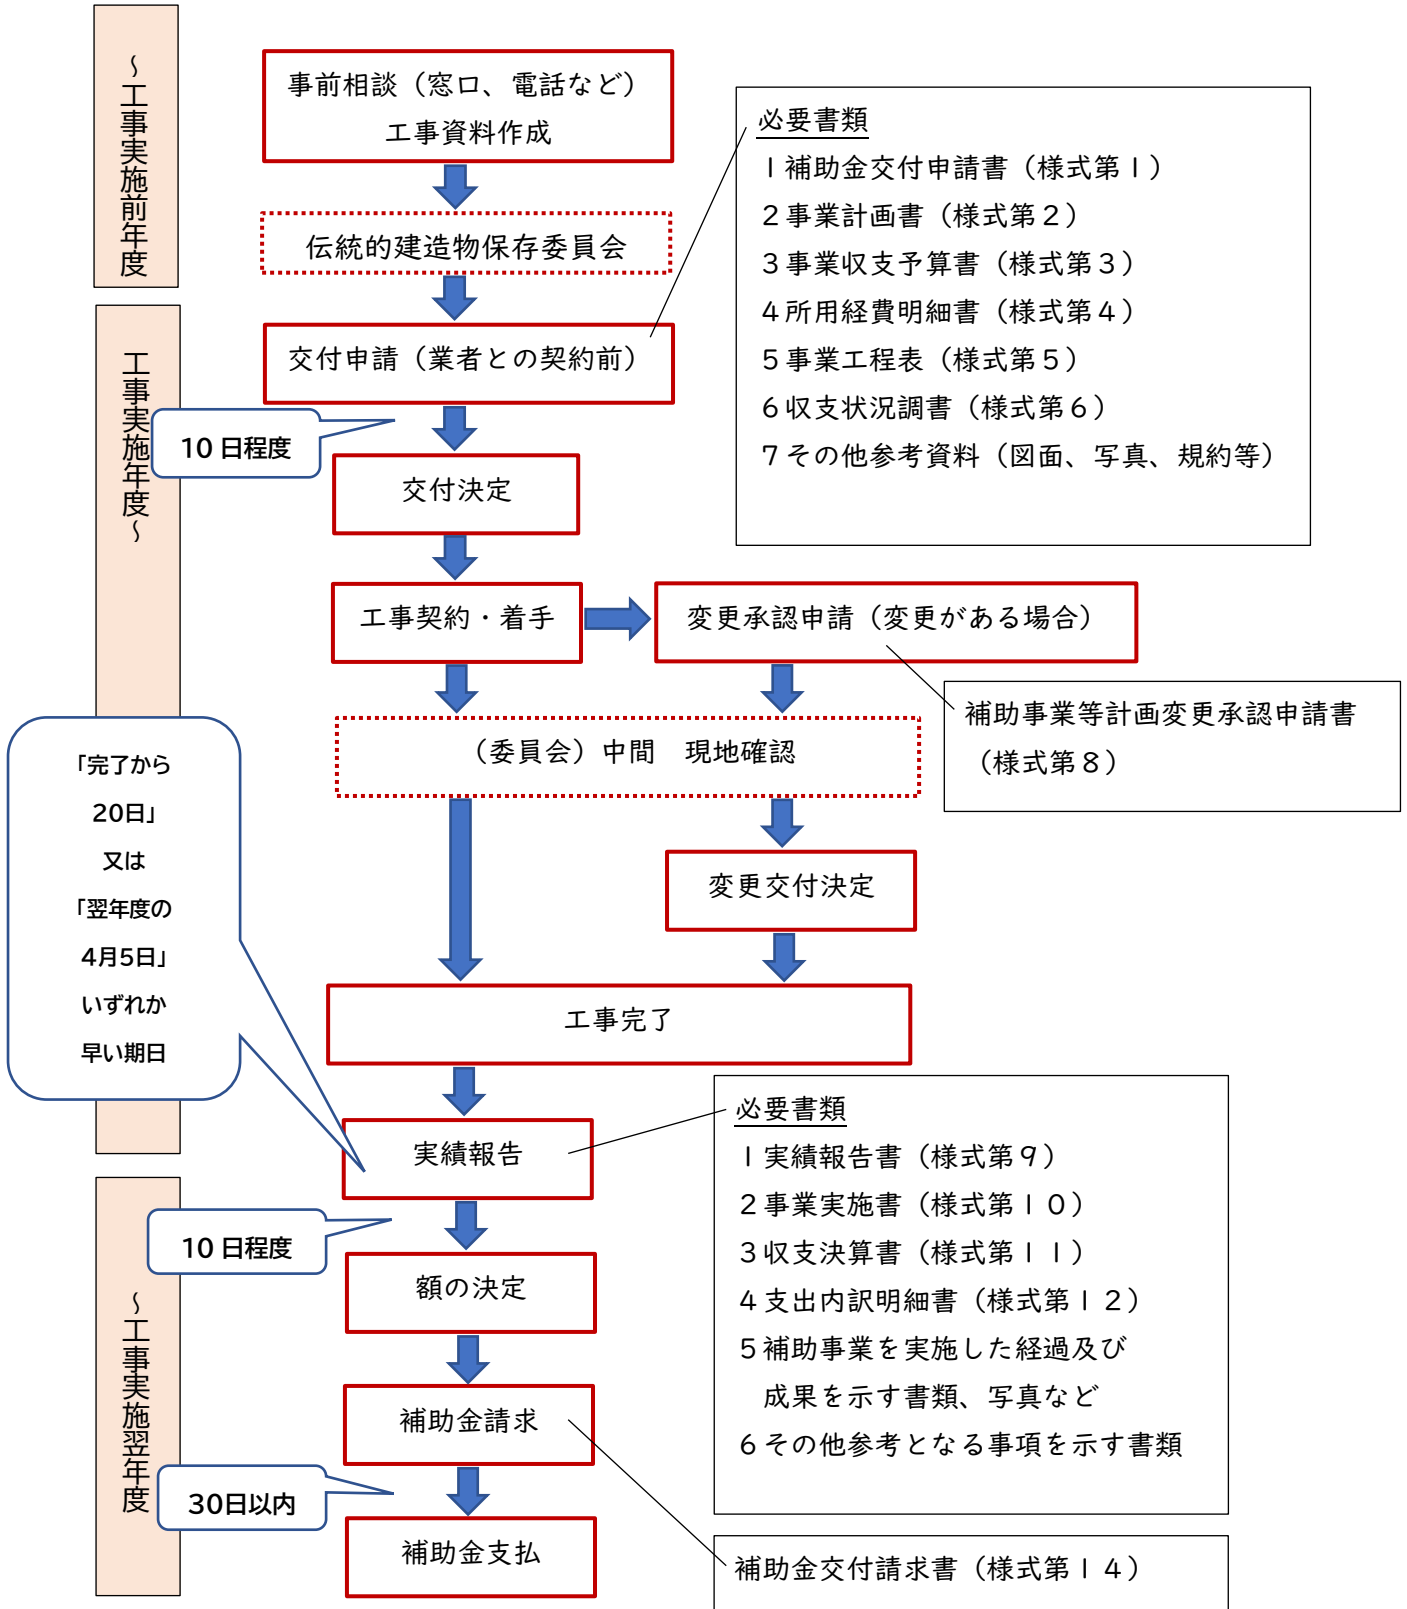 ～工事実施前年度
事前相談（窓口、電話など）
工事資料作成
伝統的建造物保存委員会
工事実施年度～
交付申請（業者との契約前）
必要書類
1補助金交付申請書（様式第1）
2事業計画書（様式第2）
3事業収支予算書（様式第3）
4所用経費明細書（様式第4）
5事業工程表（様式第5）
6収支状況調書（様式第6）
7その他参考資料（図面、写真、規約等）
10日程度
交付決定
工事契約・着手
変更承認申請（変更がある場合）
補助事業等計画変更承認申請書
（様式第8）
（委員会）中間　現地確認
変更交付決定
工事完了
「完了から
20日」
又は
「翌年度の
4月5日」
いずれか
早い期日
実績報告
必要書類
1実績報告書（様式第9）
2事業実施書（様式第10）
3収支決算書（様式第11）
4支出内訳明細書（様式第12）
5補助事業を実施した経過及び
成果を示す書類、写真など
6その他参考となる事項を示す書類
～工事実施翌年度
10日程度
額の決定
補助金請求
30日以内
補助金支払
補助金交付請求書（様式第14）